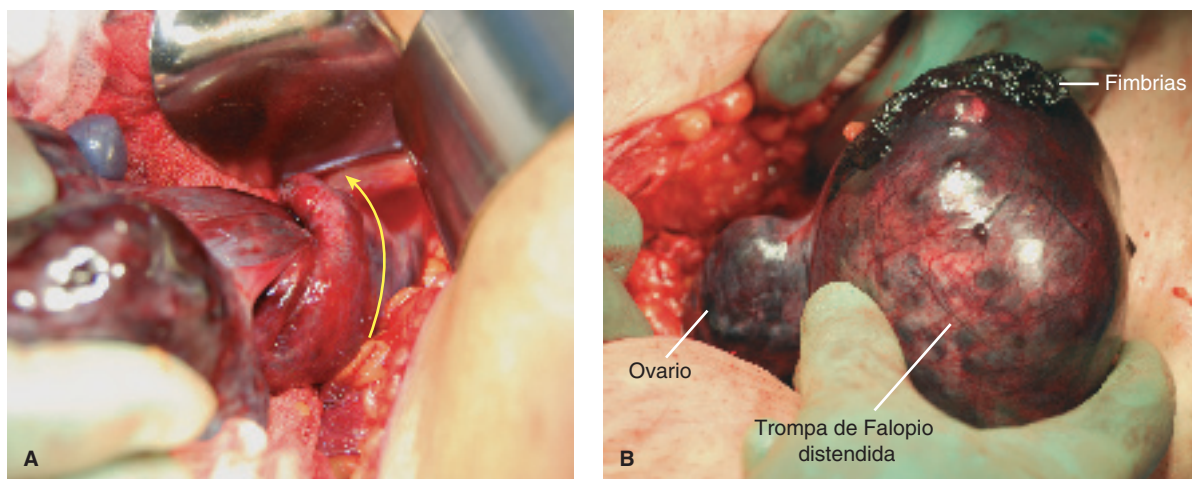 Fimbrias
Ovario
Trompa de Falopio
distendida
A
B